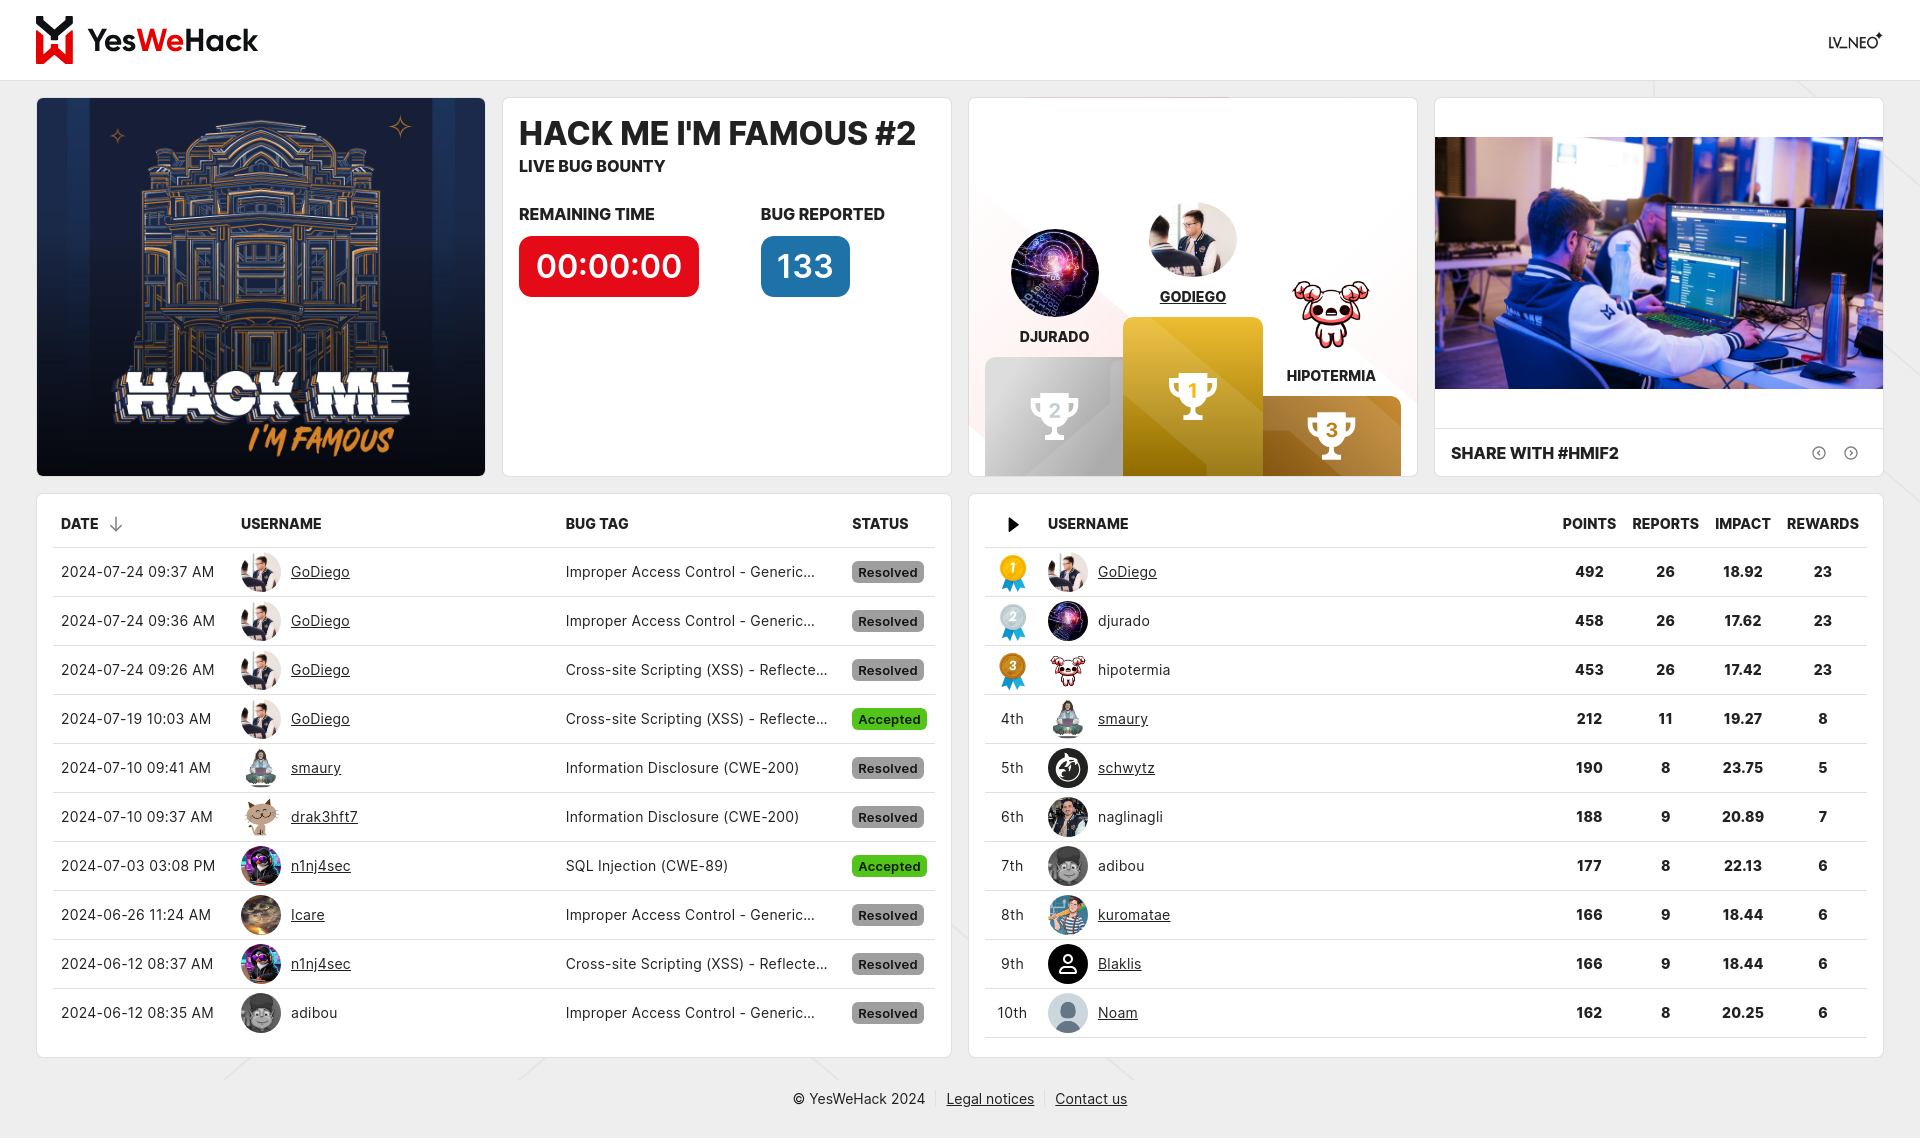 YesWeHack
LV_NEO
HACK ME
I'M FAMOUS
HACK ME I'M FAMOUS #2
LIVE BUG BOUNTY
REMAINING TIME
BUG REPORTED
00:00:00
133
GODIEGO
DJURADO
HIPOTERMIA
2
1
3
SHARE WITH #HMIF2
DATE USERNAME BUG TAG STATUS
2024-07-24 09:37 AM GoDiego Improper Access Control - Generic... Resolved
2024-07-24 09:36 AM GoDiego Improper Access Control - Generic... Resolved
2024-07-24 09:26 AM GoDiego Cross-site Scripting (XSS) - Reflecte... Resolved
2024-07-19 10:03 AM GoDiego Cross-site Scripting (XSS) - Reflecte... Accepted
2024-07-10 09:41 AM smaury Information Disclosure (CWE-200) Resolved
2024-07-10 09:37 AM drak3hft7 Information Disclosure (CWE-200) Resolved
2024-07-03 03:08 PM n1nj4sec SQL Injection (CWE-89) Accepted
2024-06-26 11:24 AM Icare Improper Access Control - Generic... Resolved
2024-06-12 08:37 AM n1nj4sec Cross-site Scripting (XSS) - Reflecte... Resolved
2024-06-12 08:35 AM adibou Improper Access Control - Generic... Resolved
USERNAME POINTS REPORTS IMPACT REWARDS
1 GoDiego 492 26 18.92 23
2 djurado 458 26 17.62 23
3 hipotermia 453 26 17.42 23
4th smaury 212 11 19.27 8
5th schwytz 190 8 23.75 5
6th naglinagli 188 9 20.89 7
7th adibou 177 8 22.13 6
8th kuromatae 166 9 18.44 6
9th Blaklis 166 9 18.44 6
10th Noam 162 8 20.25 6
© YesWeHack 2024 Legal notices Contact us